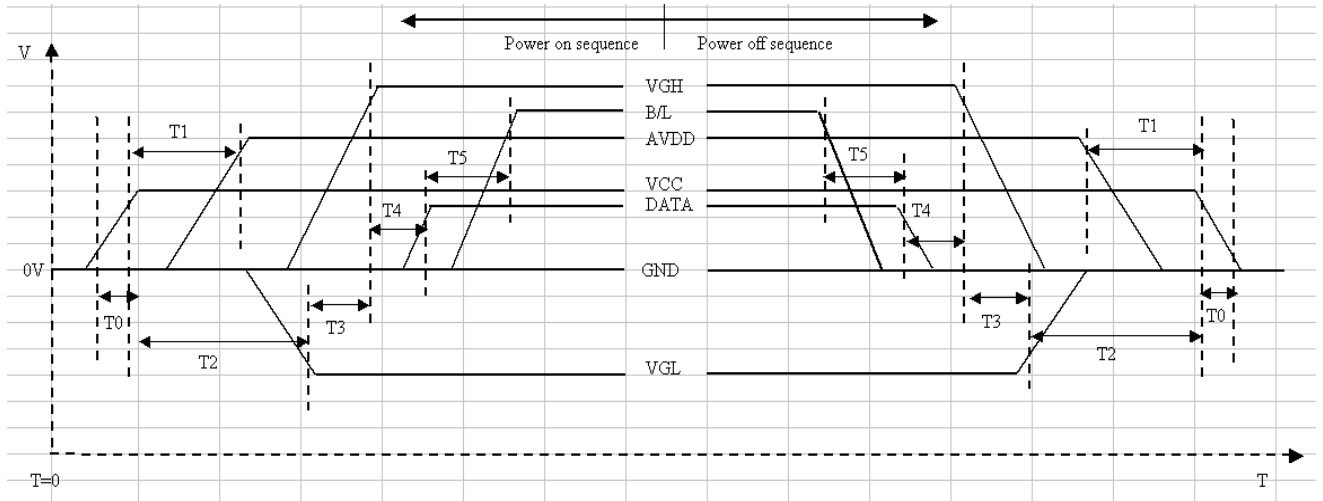 Power on sequence Power off sequence
V
VGH
B/L
T1 AVDD T1
T5 T5
VCC
T4 DATA T4
0V GND
T0 T3 T3 T0
T2 T2
VGL
T=0 T